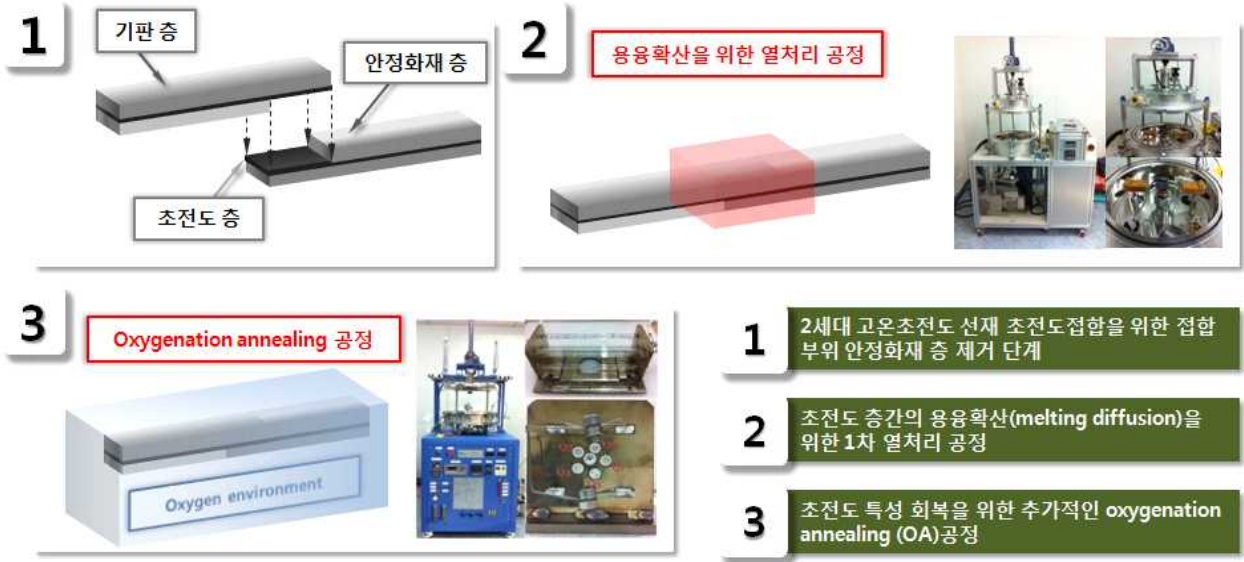 1
기판 층
안정화재 층
초전도 층
2
용융확산을 위한 열처리 공정
3
Oxygenation annealing 공정
Oxygen environment
1
2세대 고온초전도 선재 초전도접합을 위한 접합
부위 안정화재 층 제거 단계
2
초전도 층간의 용융확산(melting diffusion)을
위한 1차 열처리 공정
3
초전도 특성 회복을 위한 추가적인 oxygenation
annealing (OA)공정